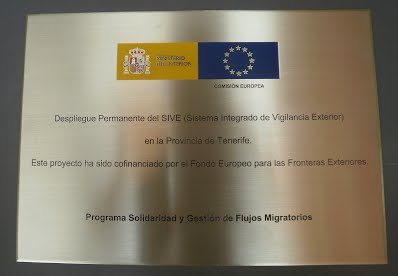 MINISTERIO
DEL INTERIOR
COMISIÓN EUROPEA
Despliegue Permanente del SIVE (Sistema Integrado de Vigilancia Exterior)
en la Provincia de Tenerife.
Este proyecto ha sido cofinanciado por el Fondo Europeo para las Fronteras Exteriores.
Programa Solidaridad y Gestión de Flujos Migratorios